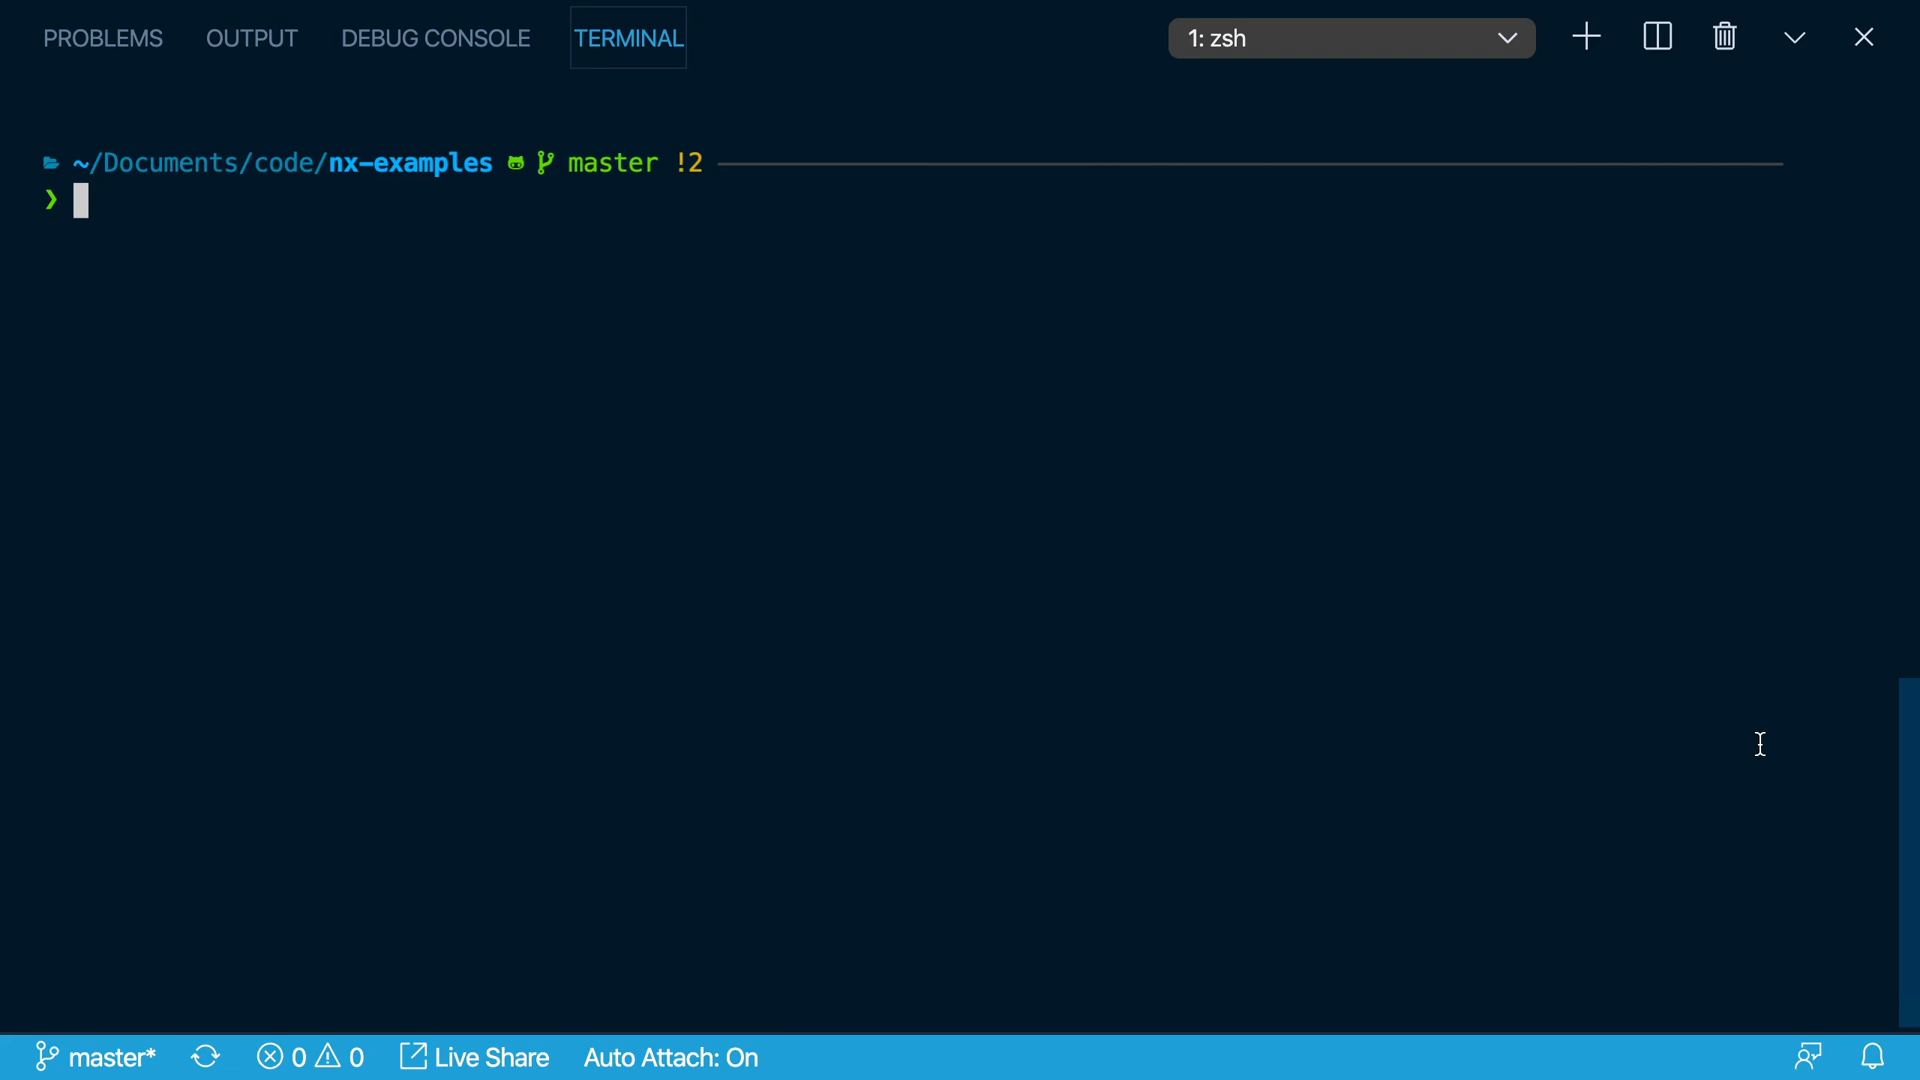 PROBLEMS OUTPUT DEBUG CONSOLE TERMINAL 1: zsh
~/Documents/code/nx-examples master !2
❯
master* 0 0 Live Share Auto Attach: On